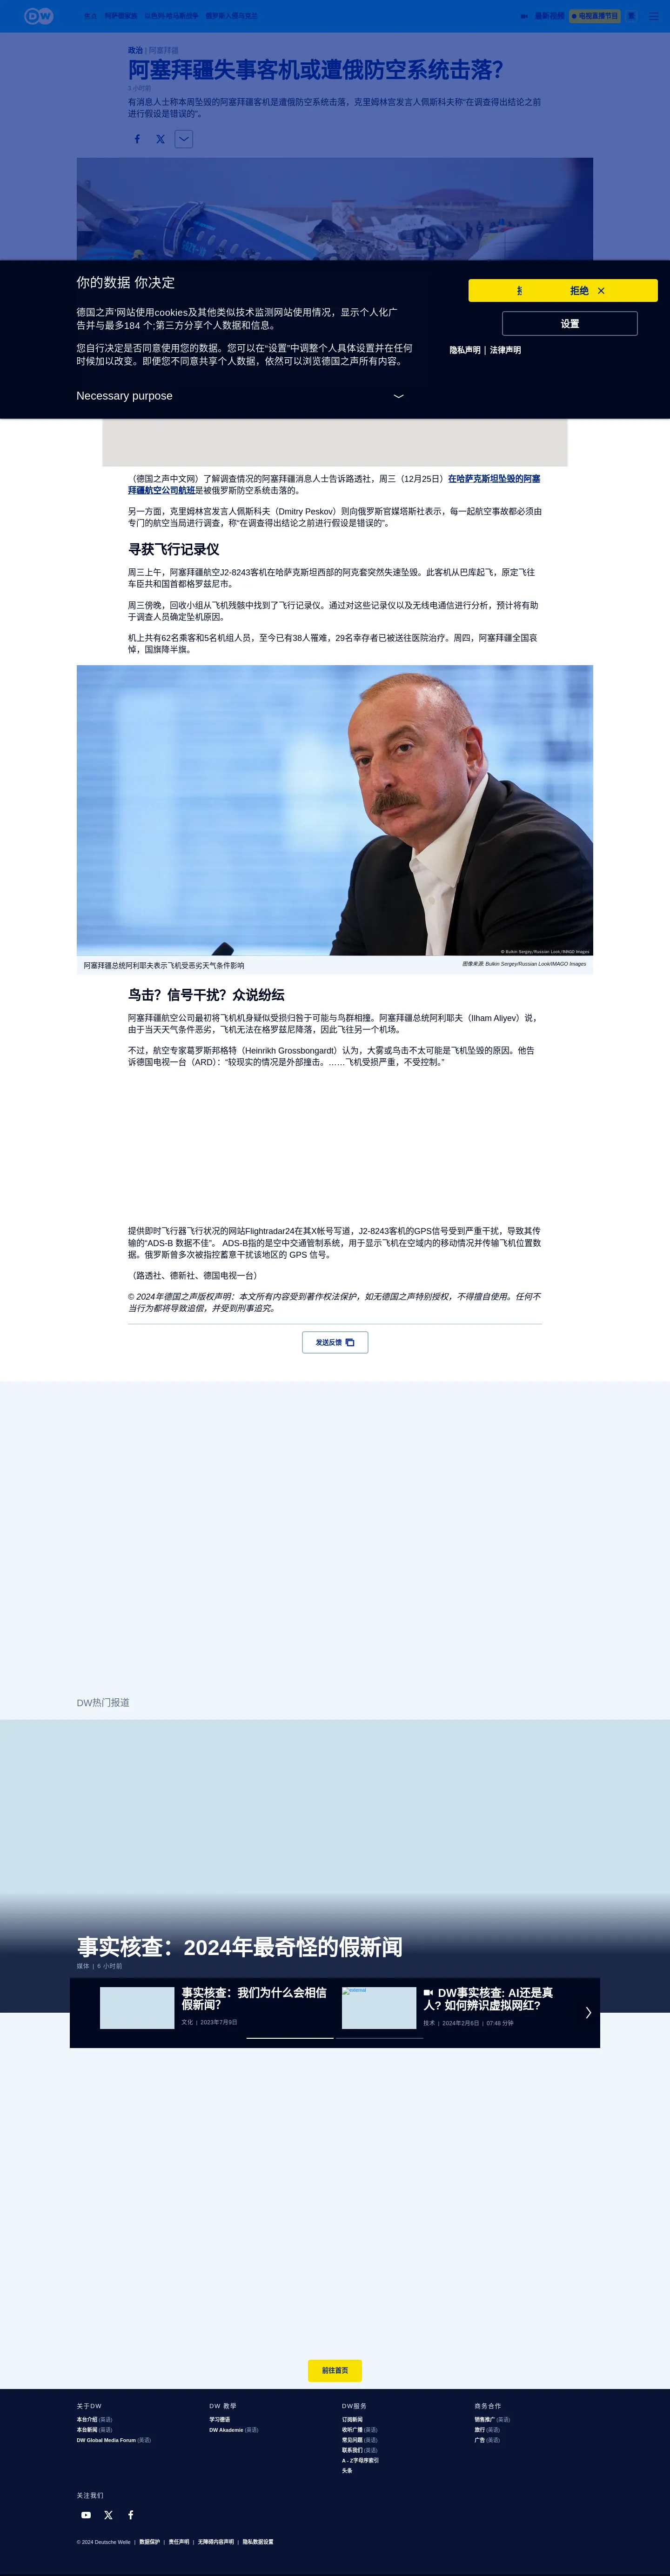 DW
焦点 阿萨德家族 以色列-哈马斯战争 俄罗斯入侵乌克兰
最新视频
电视直播节目
政治 | 阿塞拜疆
阿塞拜疆失事客机或遭俄防空系统击落？
3 小时前
有消息人士称本周坠毁的阿塞拜疆客机是遭俄防空系统击落，克里姆林宫发言人佩斯科夫称“在调查得出结论之前
进行假设是错误的”。
你的数据 你决定
拒绝
德国之声'网站使用cookies及其他类似技术监测网站使用情况，显示个人化广
告并与最多184 个;第三方分享个人数据和信息。
设置
您自行决定是否同意使用您的数据。您可以在“设置”中调整个人具体设置并在任何
时候加以改变。即便您不同意共享个人数据，依然可以浏览德国之声所有内容。
隐私声明 | 法律声明
Necessary purpose
（德国之声中文网）了解调查情况的阿塞拜疆消息人士告诉路透社，周三（12月25日）在哈萨克斯坦坠毁的阿塞
拜疆航空公司航班是被俄罗斯防空系统击落的。
另一方面，克里姆林宫发言人佩斯科夫（Dmitry Peskov）则向俄罗斯官媒塔斯社表示，每一起航空事故都必须由
专门的航空当局进行调查，称“在调查得出结论之前进行假设是错误的”。
寻获飞行记录仪
周三上午，阿塞拜疆航空J2-8243客机在哈萨克斯坦西部的阿克套突然失速坠毁。此客机从巴库起飞，原定飞往
车臣共和国首都格罗兹尼市。
周三傍晚，回收小组从飞机残骸中找到了飞行记录仪。通过对这些记录仪以及无线电通信进行分析，预计将有助
于调查人员确定坠机原因。
机上共有62名乘客和5名机组人员，至今已有38人罹难，29名幸存者已被送往医院治疗。周四，阿塞拜疆全国哀
悼，国旗降半旗。
© Bulkin Sergey/Russian Look/IMAGO Images
阿塞拜疆总统阿利耶夫表示飞机受恶劣天气条件影响
图像来源: Bulkin Sergey/Russian Look/IMAGO Images
鸟击？信号干扰？众说纷纭
阿塞拜疆航空公司最初将飞机机身疑似受损归咎于可能与鸟群相撞。阿塞拜疆总统阿利耶夫（Ilham Aliyev）说，
由于当天天气条件恶劣，飞机无法在格罗兹尼降落，因此飞往另一个机场。
不过，航空专家葛罗斯邦格特（Heinrikh Grossbongardt）认为，大雾或鸟击不太可能是飞机坠毁的原因。他告
诉德国电视一台（ARD）：“较现实的情况是外部撞击。……飞机受损严重，不受控制。”
提供即时飞行器飞行状况的网站Flightradar24在其X帐号写道，J2-8243客机的GPS信号受到严重干扰，导致其传
输的“ADS-B 数据不佳”。 ADS-B指的是空中交通管制系统，用于显示飞机在空域内的移动情况并传输飞机位置数
据。俄罗斯曾多次被指控蓄意干扰该地区的 GPS 信号。
（路透社、德新社、德国电视一台）
© 2024年德国之声版权声明：本文所有内容受到著作权法保护，如无德国之声特别授权，不得擅自使用。任何不
当行为都将导致追偿，并受到刑事追究。
发送反馈
DW热门报道
事实核查：2024年最奇怪的假新闻
媒体 | 6 小时前
事实核查：我们为什么会相信
假新闻？
文化 | 2023年7月9日
external
DW事实核查: AI还是真
人? 如何辨识虚拟网红?
技术 | 2024年2月6日 | 07:48 分钟
前往首页
关于DW
本台介绍 (英语)
本台新闻 (英语)
DW Global Media Forum (英语)
DW 教學
学习德语
DW Akademie (英语)
DW服务
订阅新闻
收听广播 (英语)
常见问题 (英语)
联系我们 (英语)
A - Z字母序索引
头条
商务合作
销售推广 (英语)
旅行 (英语)
广告 (英语)
关注我们
© 2024 Deutsche Welle | 数据保护 | 责任声明 | 无障碍内容声明 | 隐私数据设置